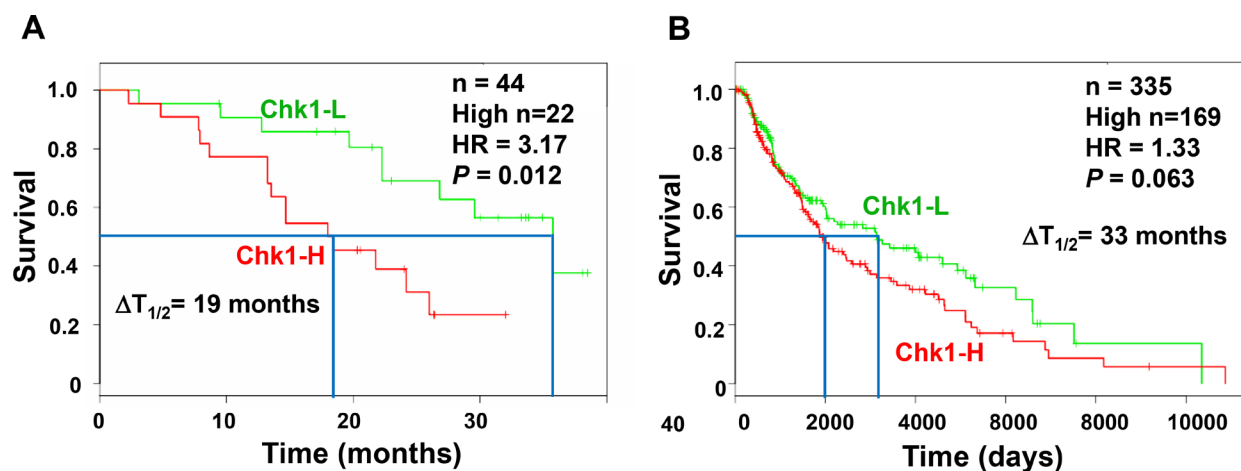 A
n = 44
High n=22
HR = 3.17
P = 0.012
Chk1-L
Chk1-H
ΔT1/2= 19 months
Survival
1.0
0.8
0.6
0.4
0.2
0
0
10
20
30
40
Time (months)
B
n = 335
High n=169
HR = 1.33
P = 0.063
Chk1-L
ΔT1/2= 33 months
Chk1-H
Survival
1.0
0.8
0.6
0.4
0.2
0
0
2000
4000
6000
8000
10000
Time (days)